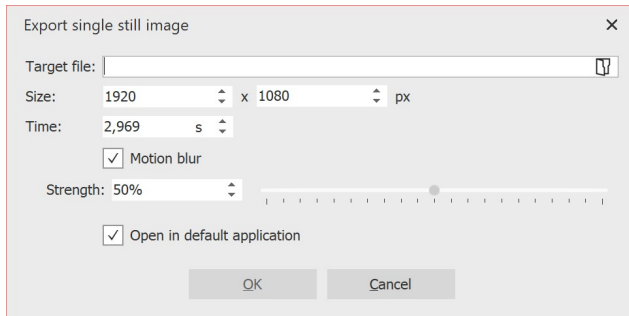 Export single still image
Target file:
Size: 1920 x 1080 px
Time: 2,969 s
Motion blur
Strength: 50%
Open in default application
OK Cancel